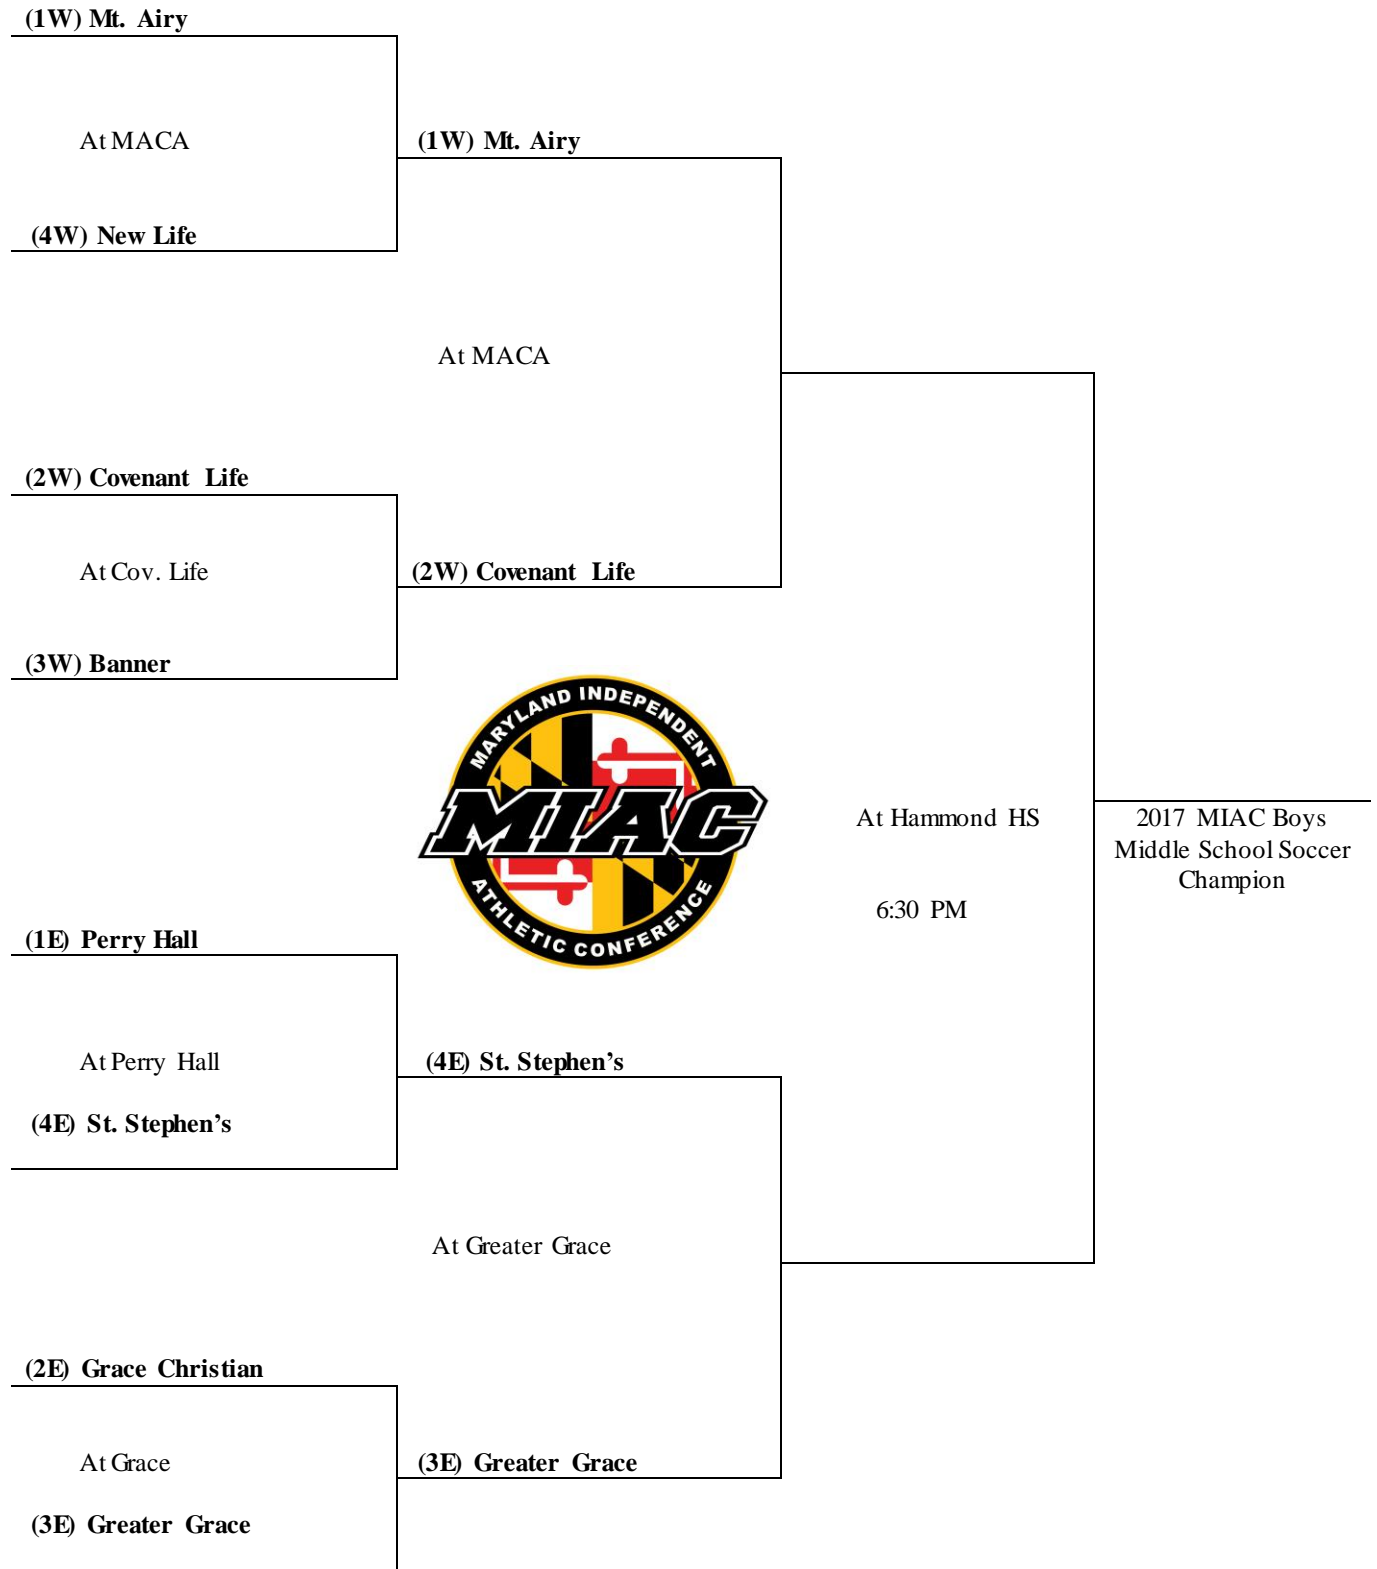 (1W) Mt. Airy
At MACA
(1W) Mt. Airy
(4W) New Life
At MACA
(2W) Covenant Life
At Cov. Life
(2W) Covenant Life
(3W) Banner
MARYLAND INDEPENDENT
MIAC
ATHLETIC CONFERENCE
At Hammond HS
6:30 PM
2017 MIAC Boys
Middle School Soccer
Champion
(1E) Perry Hall
At Perry Hall
(4E) St. Stephen’s
(4E) St. Stephen’s
At Greater Grace
(2E) Grace Christian
At Grace
(3E) Greater Grace
(3E) Greater Grace